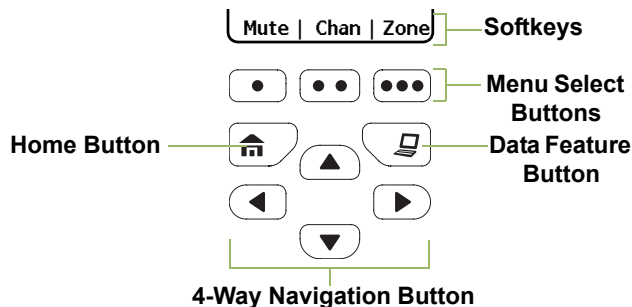 Mute | Chan | Zone
Softkeys
Menu Select
Buttons
Home Button
Data Feature
Button
4-Way Navigation Button